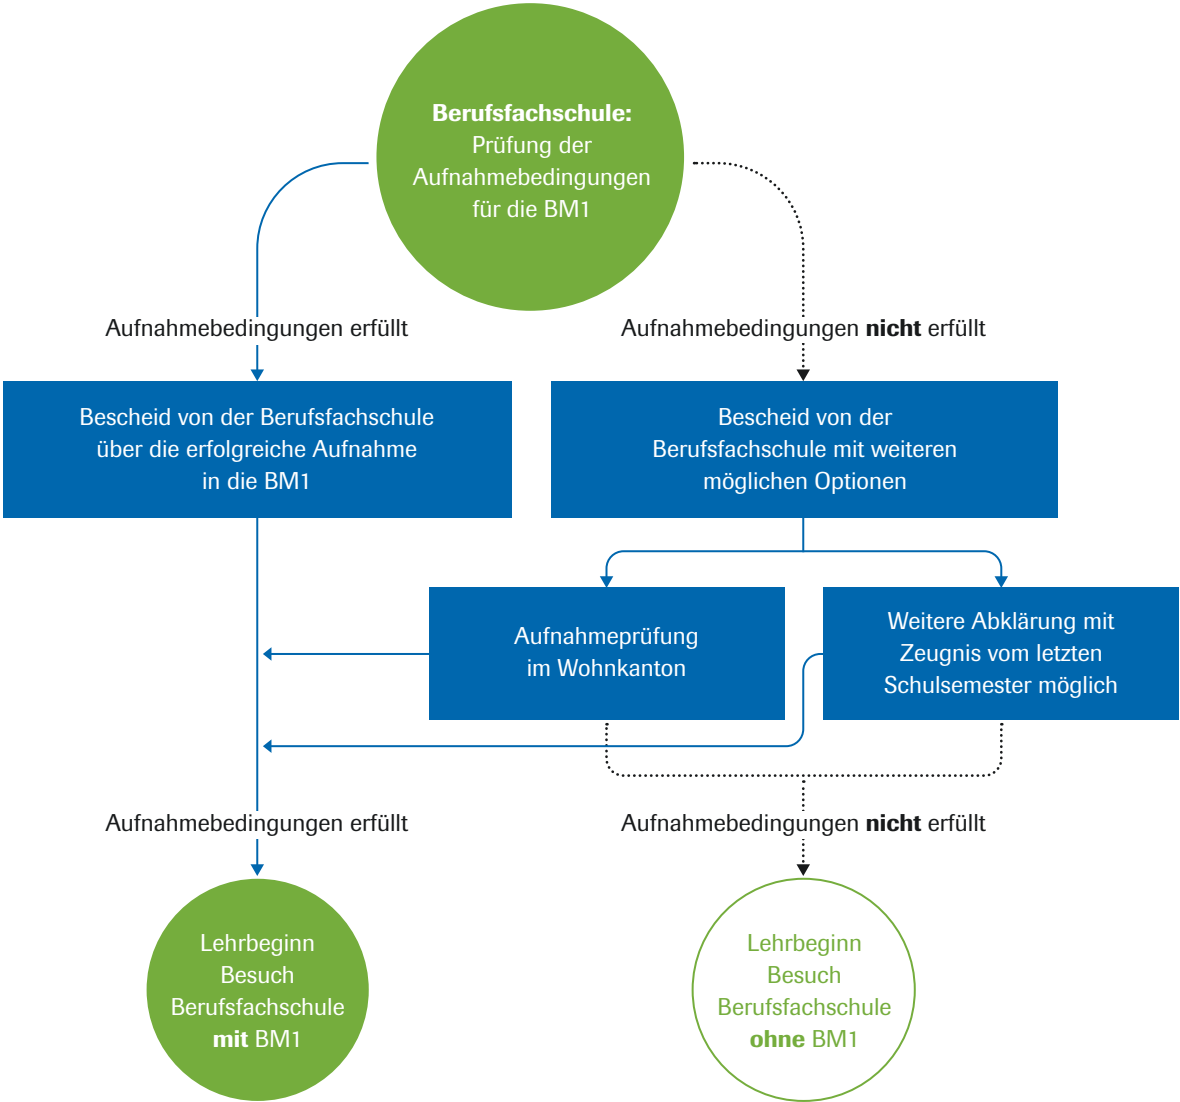 Berufsfachschule:
Prüfung der
Aufnahmebedingungen
für die BM1
Aufnahmebedingungen erfüllt
Aufnahmebedingungen nicht erfüllt
Bescheid von der Berufsfachschule
über die erfolgreiche Aufnahme
in die BM1
Bescheid von der
Berufsfachschule mit weiteren
möglichen Optionen
Aufnahmeprüfung
im Wohnkanton
Weitere Abklärung mit
Zeugnis vom letzten
Schulsemester möglich
Aufnahmebedingungen erfüllt
Aufnahmebedingungen nicht erfüllt
Lehrbeginn
Besuch
Berufsfachschule
mit BM1
Lehrbeginn
Besuch
Berufsfachschule
ohne BM1